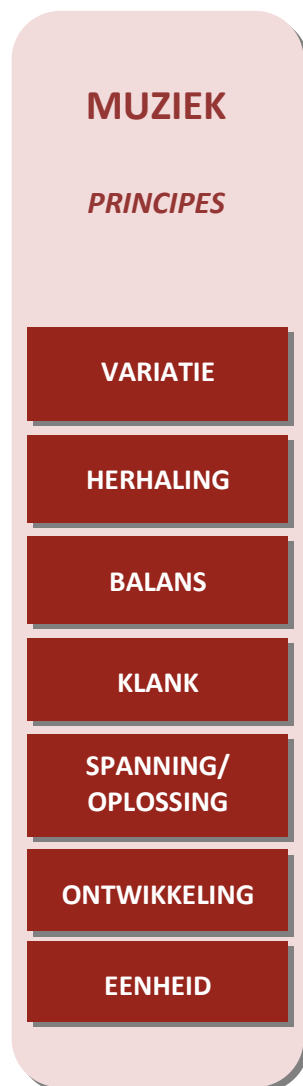 MUZIEK
PRINCIPES
VARIATIE
HERHALING
BALANS
KLANK
SPANNING/
OPLOSSING
ONTWIKKELING
EENHEID